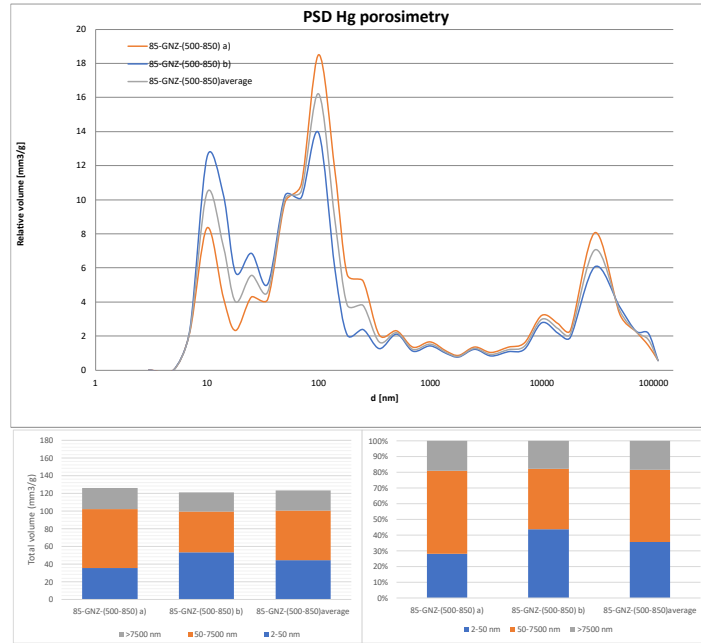 PSD Hg porosimetry
20
18
16
14
12
10
8
6
4
2
0
Relative volume [mm3/g]
85-GNZ-(500-850) a)
85-GNZ-(500-850) b)
85-GNZ-(500-850)average
1 10 100 1000 10000 100000
d [nm]
180
160
140
120
100
80
60
40
20
0
Total volume (mm3/g)
85-GNZ-(500-850) a) 85-GNZ-(500-850) b) 85-GNZ-(500-850)average
>7500 nm 50-7500 nm 2-50 nm
100%
90%
80%
70%
60%
50%
40%
30%
20%
10%
0%
85-GNZ-(500-850) a) 85-GNZ-(500-850) b) 85-GNZ-(500-850)average
2-50 nm 50-7500 nm >7500 nm